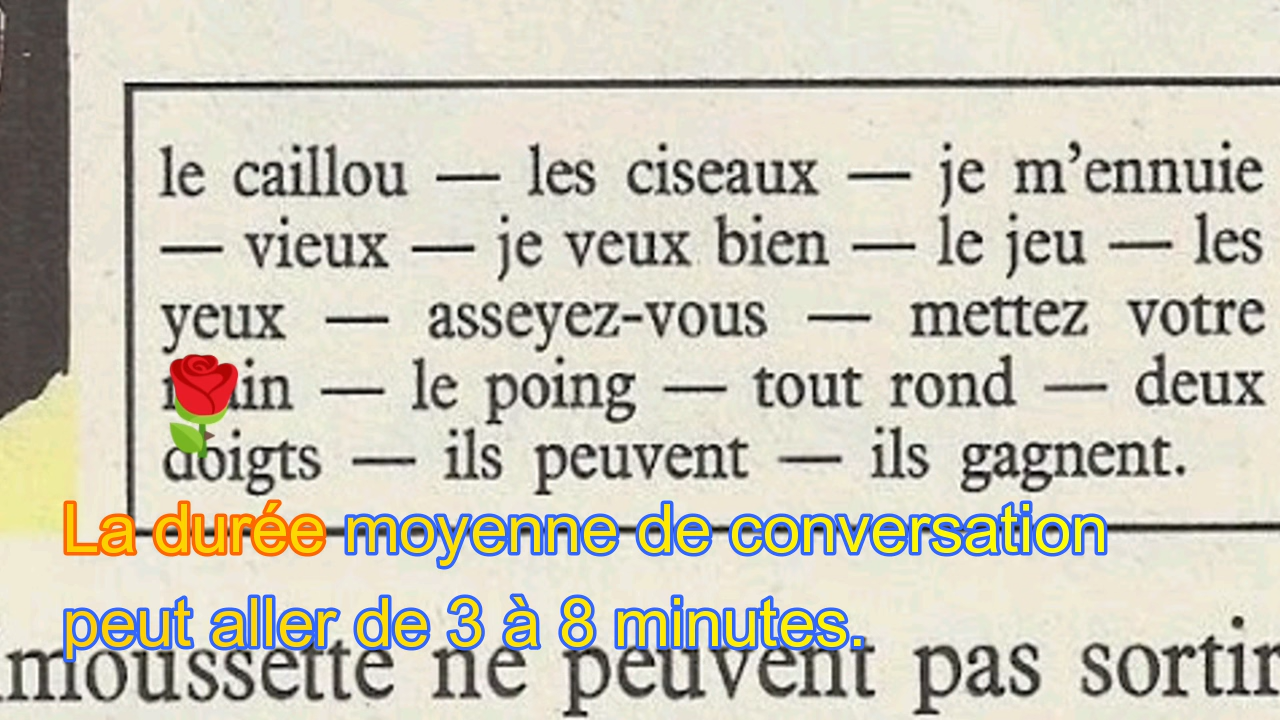 le caillou — les ciseaux — je m'ennuie
— vieux — je veux bien — le jeu — les
yeux — asseyez-vous — mettez votre
— le poing — tout rond — deux
doigts — ils peuvent — ils gagnent.
La durée moyenne de conversation
peut aller de 3 à 8 minutes.
ne peuvent pas sortir